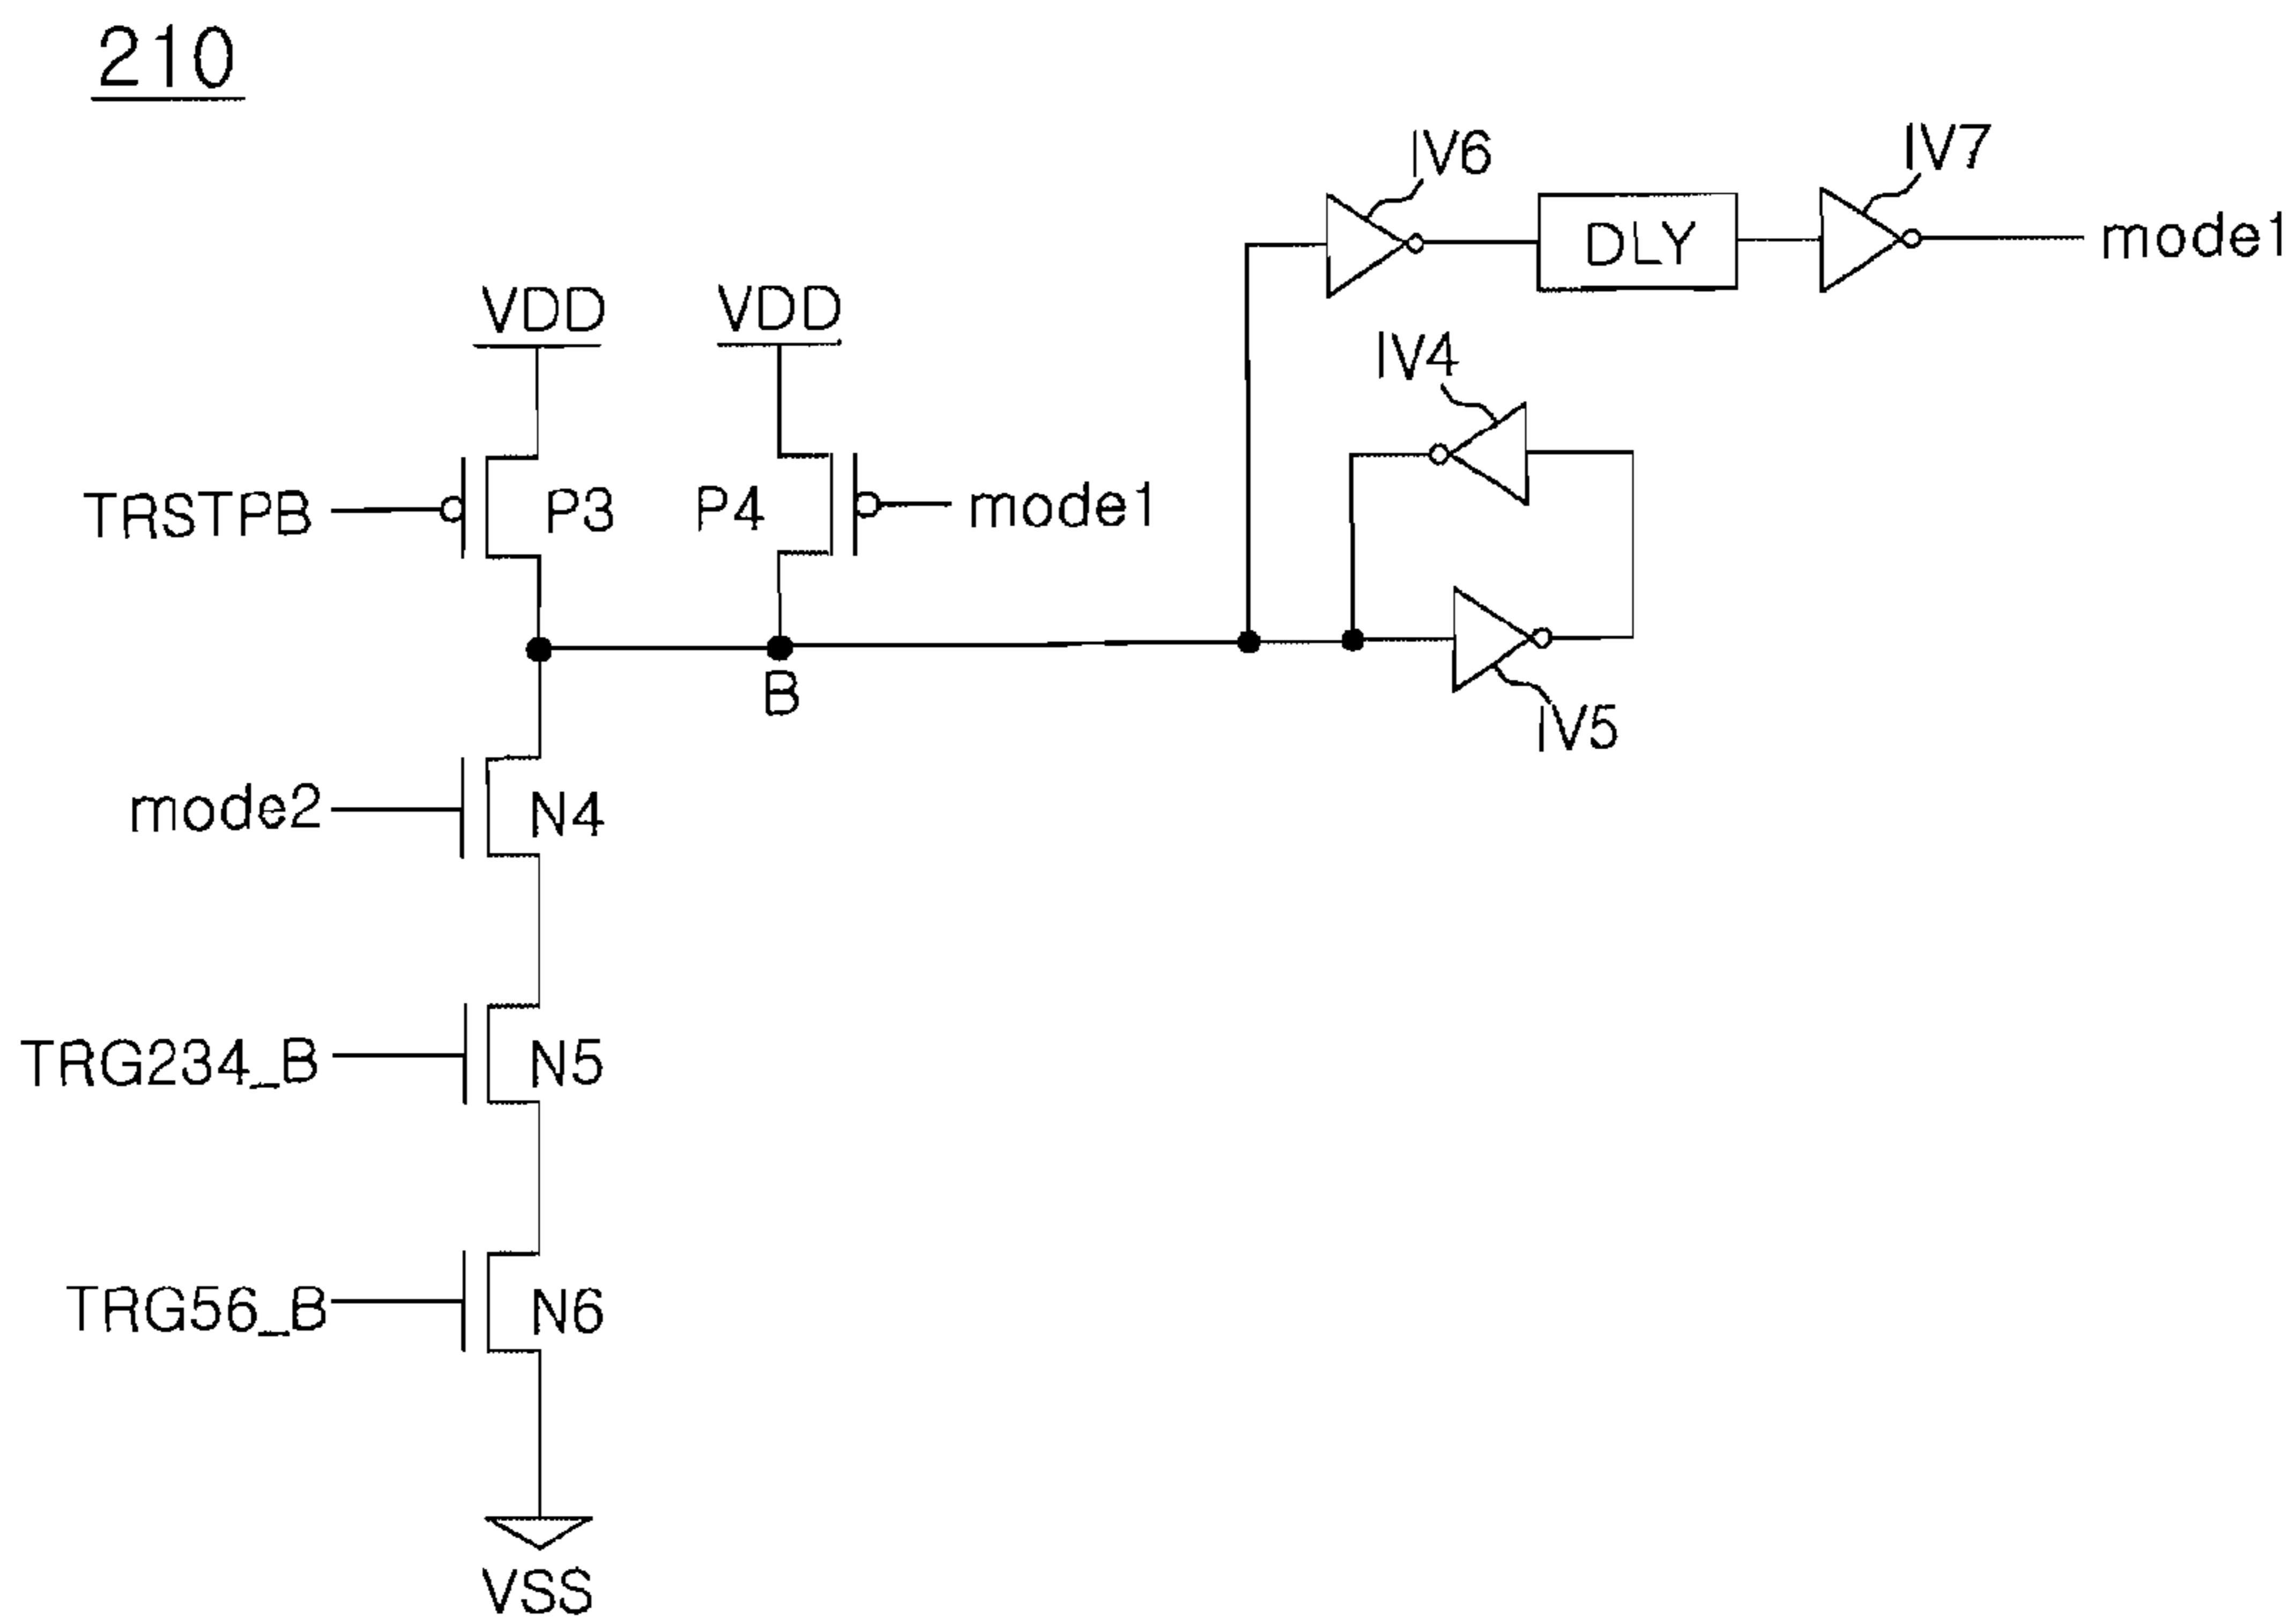 210
IV6
IV7
DLY
mode1
VDD
VDD
IV4
TRSTPB
P3
P4
mode1
B
IV5
mode2
N4
TRG234_B
N5
TRG56_B
N6
VSS